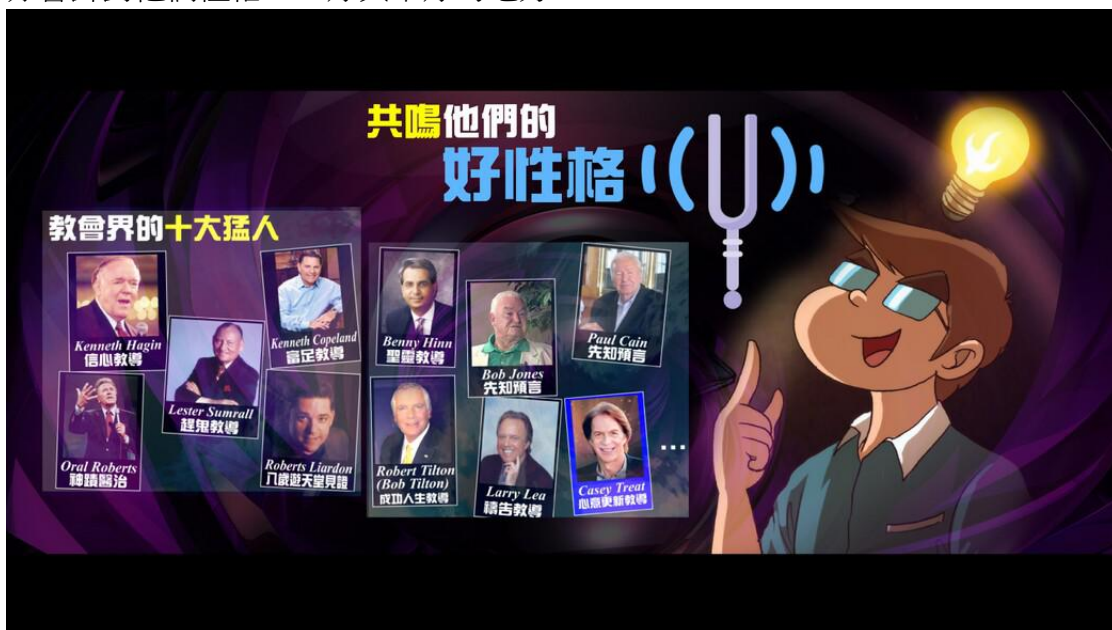 共鳴他們的
好性格
教會界的十大猛人
Kenneth Hagin
信心教導
Lester Sumrall
趕鬼教導
Kenneth Copeland
富足教導
Oral Roberts
神蹟醫治
Roberts Liardon
八歲遊天堂見證
Benny Hinn
聖靈教導
Bob Jones
先知預言
Paul Cain
先知預言
Robert Tilton
(Bob Tilton)
成功人生教導
Larry Lea
禱告教導
Casey Treat
心意更新教導
...